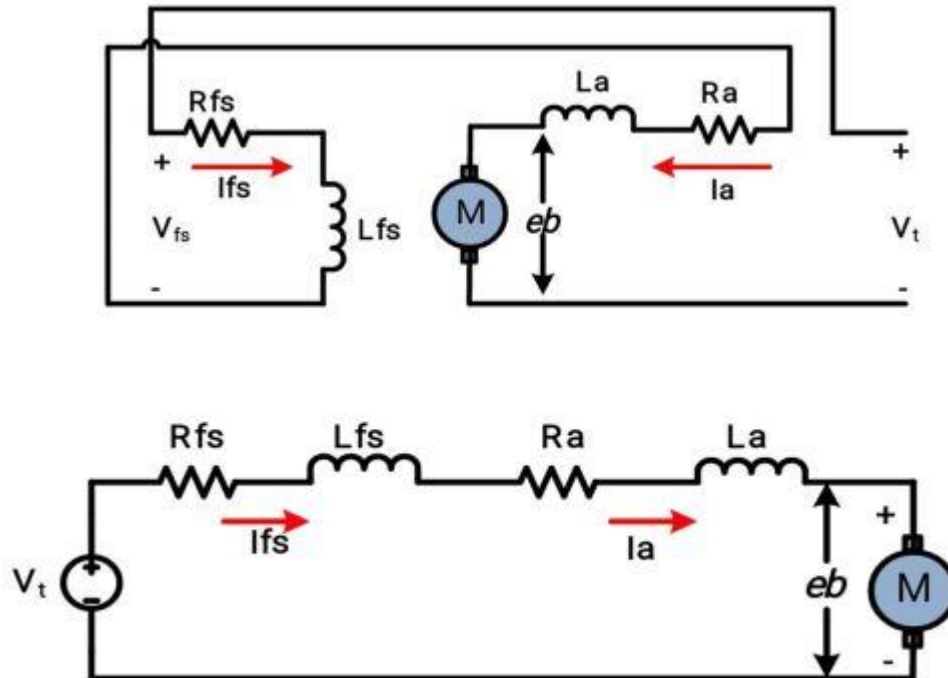 Rfs
La
Ra
+
Ifs
Ia
+
Vfs
Lfs
M
eb
Vt
-
-
Rfs
Lfs
Ra
La
Ifs
Ia
+
Vt
+
-
eb
M
-